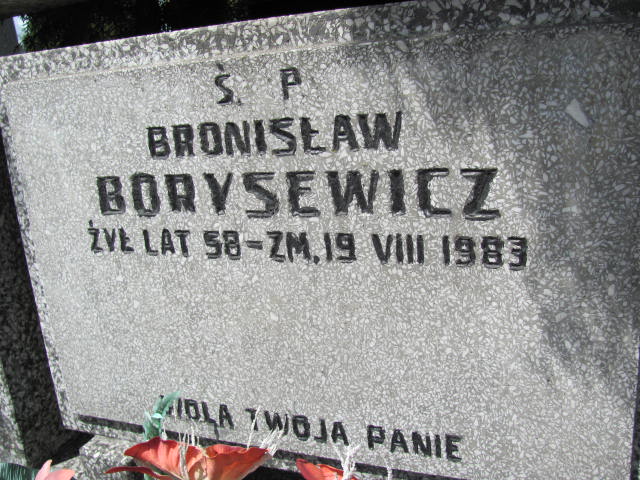 Ś. P
BRONISŁAW
BORYSEWICZ
ŻYŁ LAT 58-ZM. 19 VIII 1983
TWOJA PANIE